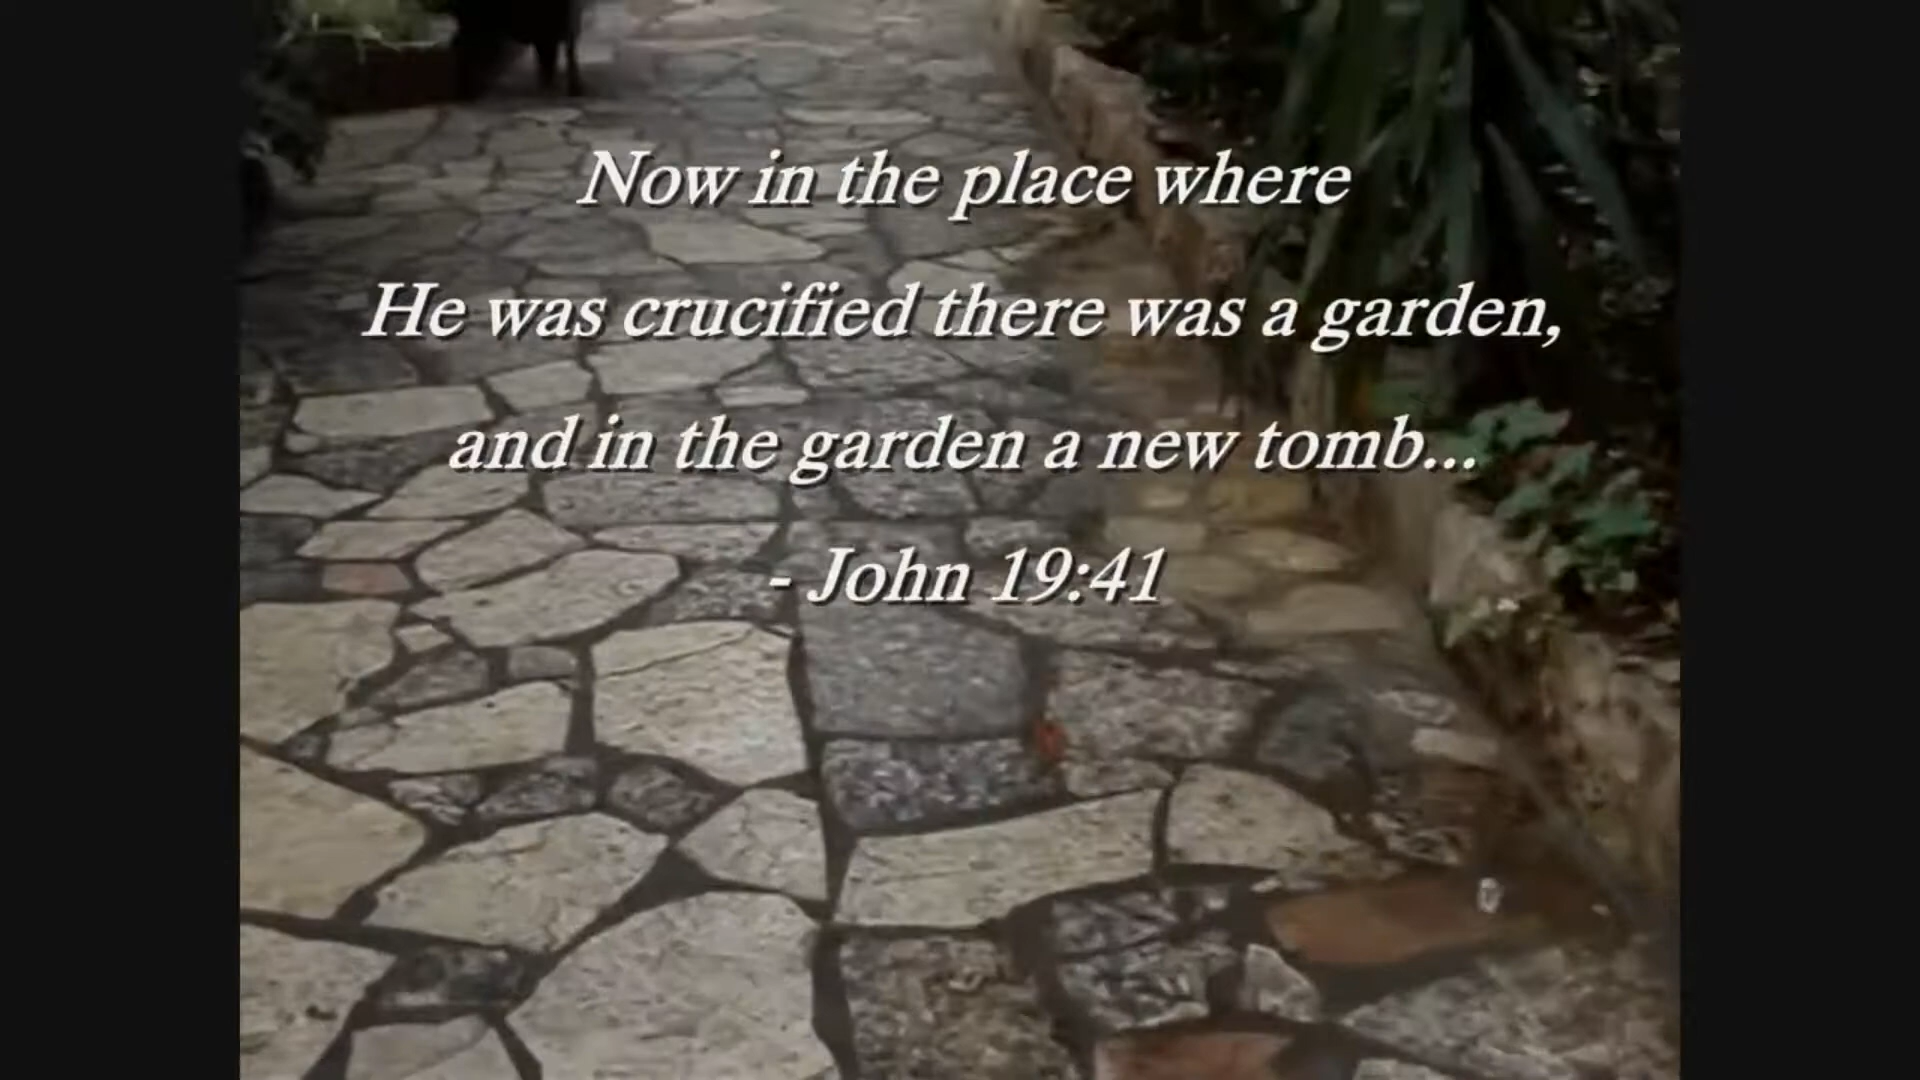 Now in the place where
He was crucified there was a garden,
and in the garden a new tomb...
- John 19:41